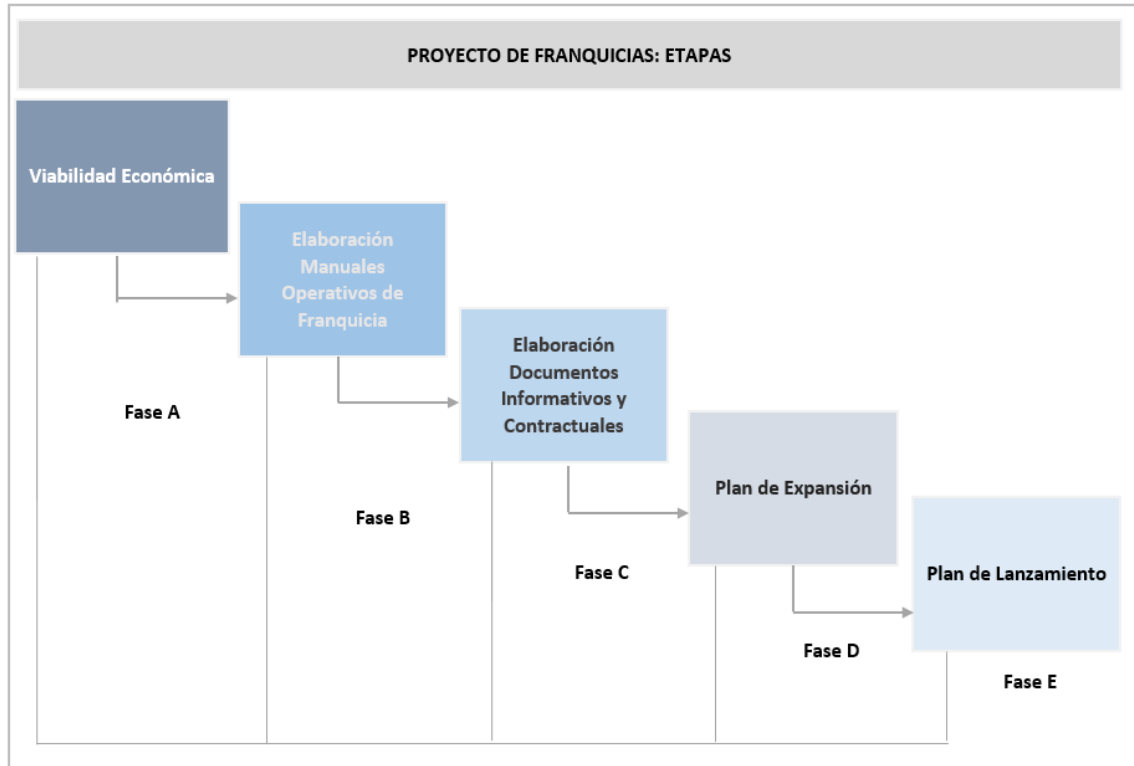 PROYECTO DE FRANQUICIAS: ETAPAS
Viabilidad Económica
Elaboración
Manuales
Operativos de
Franquicia
Elaboración
Documentos
Informativos y
Contractuales
Fase A
Plan de Expansión
Fase B
Fase C
Plan de Lanzamiento
Fase D
Fase E